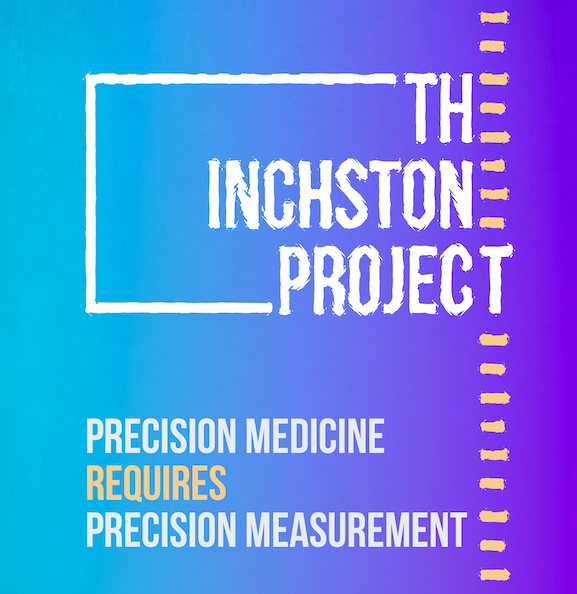 TH
INCHSTON
PROJECT
PRECISION MEDICINE
REQUIRES
PRECISION MEASUREMENT